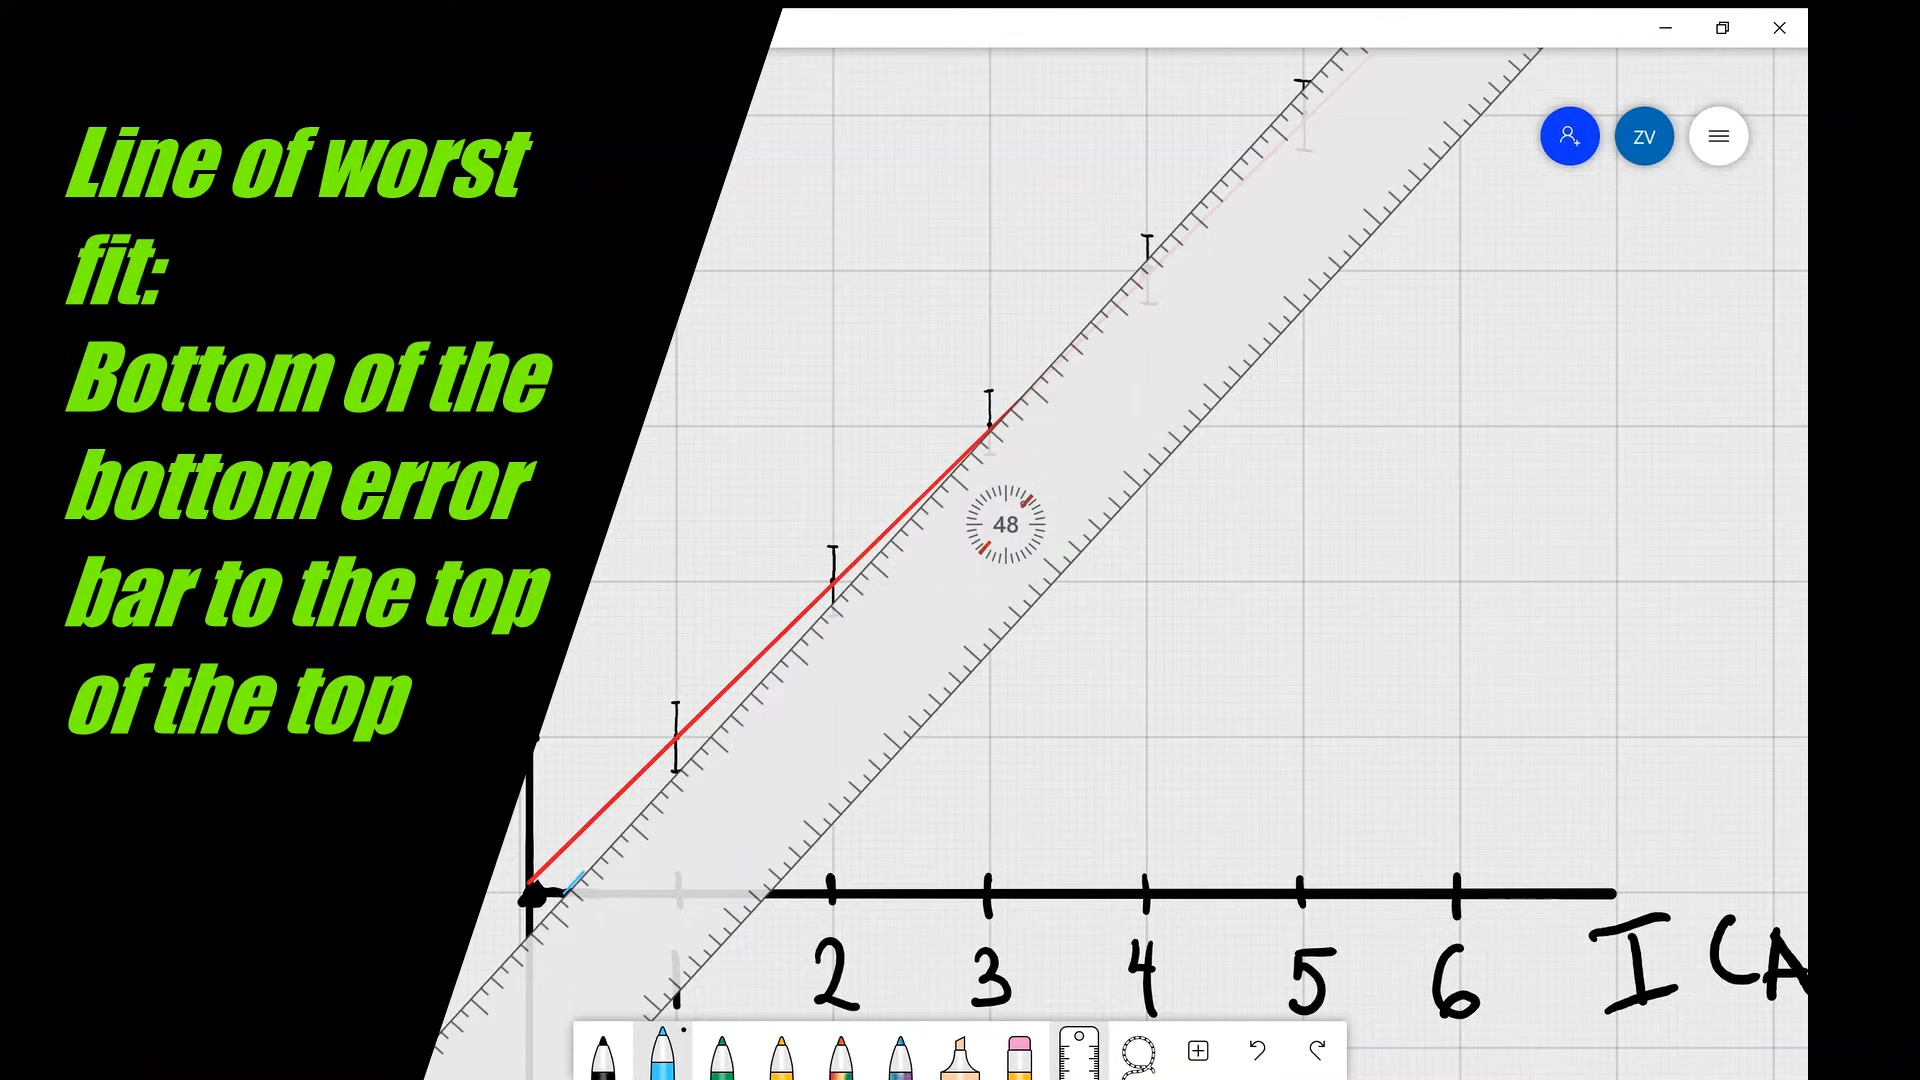 Line of worst
fit:
Bottom of the
bottom error
bar to the top
of the top
ZV
48
1 2 3 4 5 6 I (A